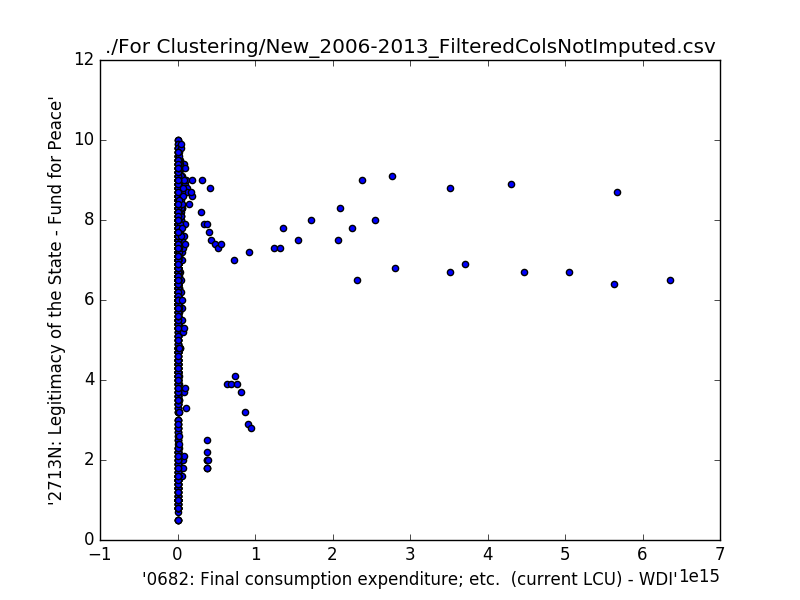 ./For Clustering/New_2006-2013_FilteredColsNotImputed.csv
12
10
8
6
4
2
0
'2713N: Legitimacy of the State - Fund for Peace'
−1 0 1 2 3 4 5 6 7
1e15
'0682: Final consumption expenditure; etc.  (current LCU) - WDI'